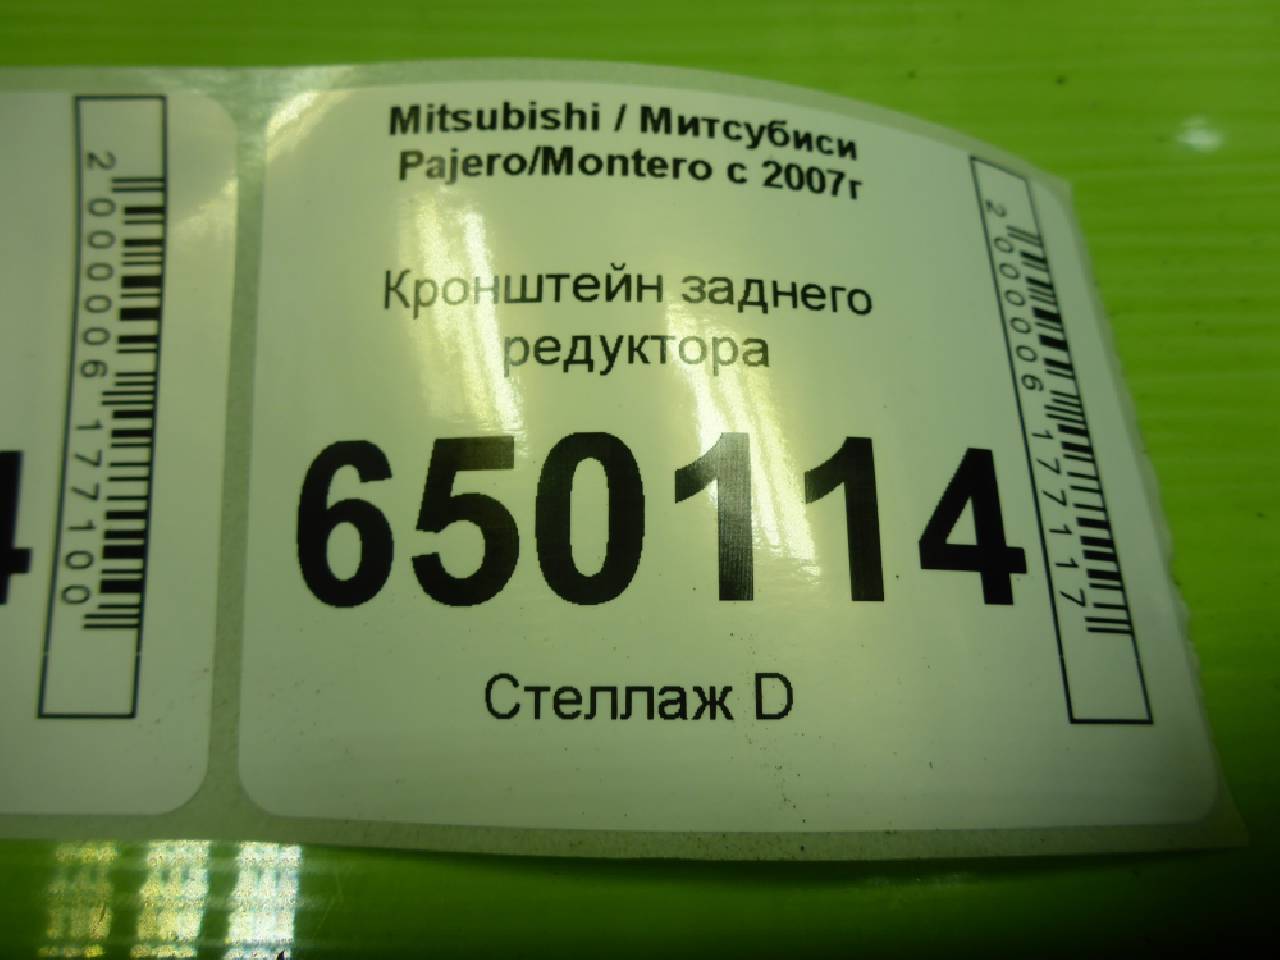 2000006177100
Mitsubishi / Митсубиси
Pajero/Montero с 2007г
Кронштейн заднего
редуктора
650114
Стеллаж D
2000006177117
4